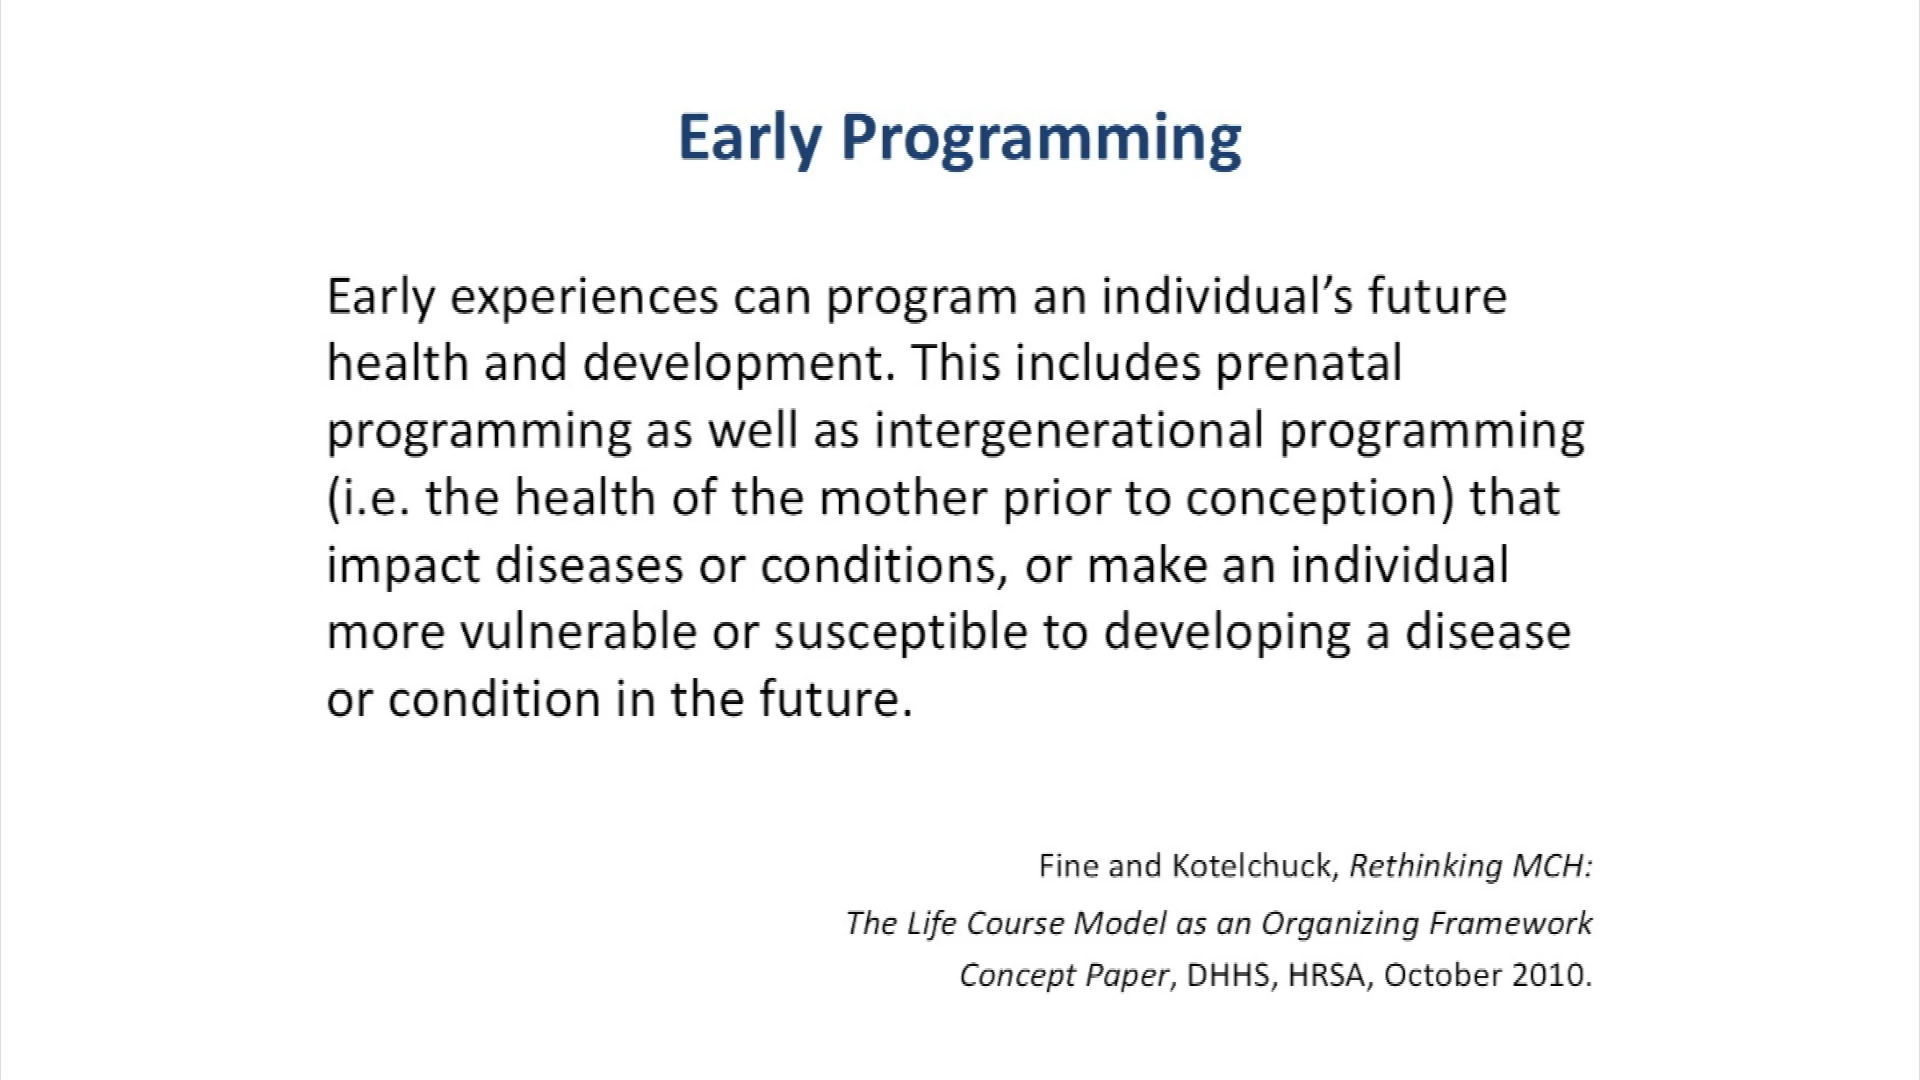 Early Programming
Early experiences can program an individual’s future
health and development. This includes prenatal
programming as well as intergenerational programming
(i.e. the health of the mother prior to conception) that
impact diseases or conditions, or make an individual
more vulnerable or susceptible to developing a disease
or condition in the future.
Fine and Kotelchuck, Rethinking MCH:
The Life Course Model as an Organizing Framework
Concept Paper, DHHS, HRSA, October 2010.